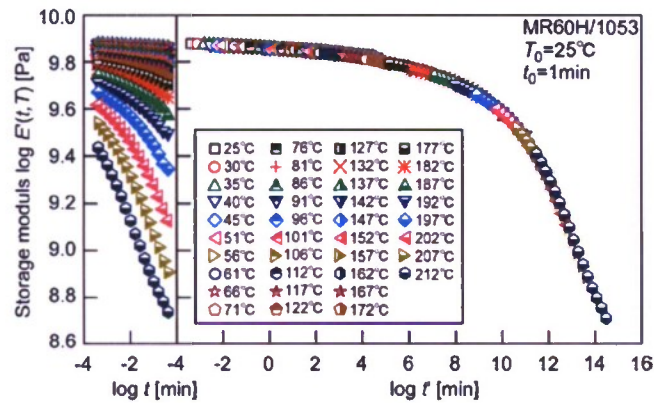 Storage moduls log E'(t,T) [Pa]
10.0
9.8
9.6
9.4
9.2
9.0
8.8
8.6
MR60H/1053
T0=25℃
t0=1min
25℃ 76℃ 127℃ 177℃
30℃ 81℃ 132℃ 182℃
35℃ 86℃ 137℃ 187℃
40℃ 91℃ 142℃ 192℃
45℃ 96℃ 147℃ 197℃
51℃ 101℃ 152℃ 202℃
56℃ 106℃ 157℃ 207℃
61℃ 112℃ 162℃ 212℃
66℃ 117℃ 167℃
71℃ 122℃ 172℃
-4 -2 -4 -2 0 2 4 6 8 10 12 14 16
log t [min] log t' [min]